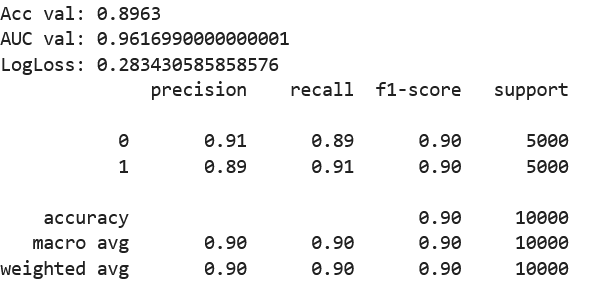 Acc val: 0.8963
AUC val: 0.9616990000000001
LogLoss: 0.283430585858576
precision recall f1-score support
0 0.91 0.89 0.90 5000
1 0.89 0.91 0.90 5000
accuracy 0.90 10000
macro avg 0.90 0.90 0.90 10000
weighted avg 0.90 0.90 0.90 10000